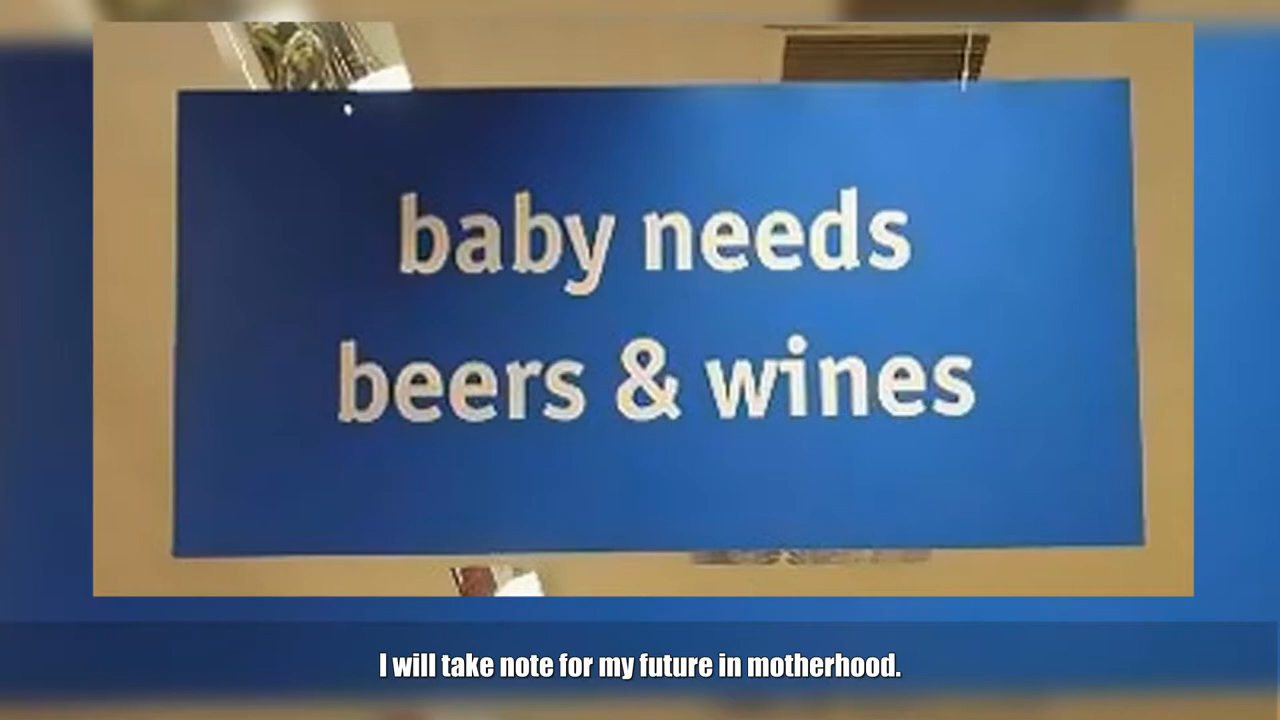 baby needs
beers & wines
I will take note for my future in motherhood.